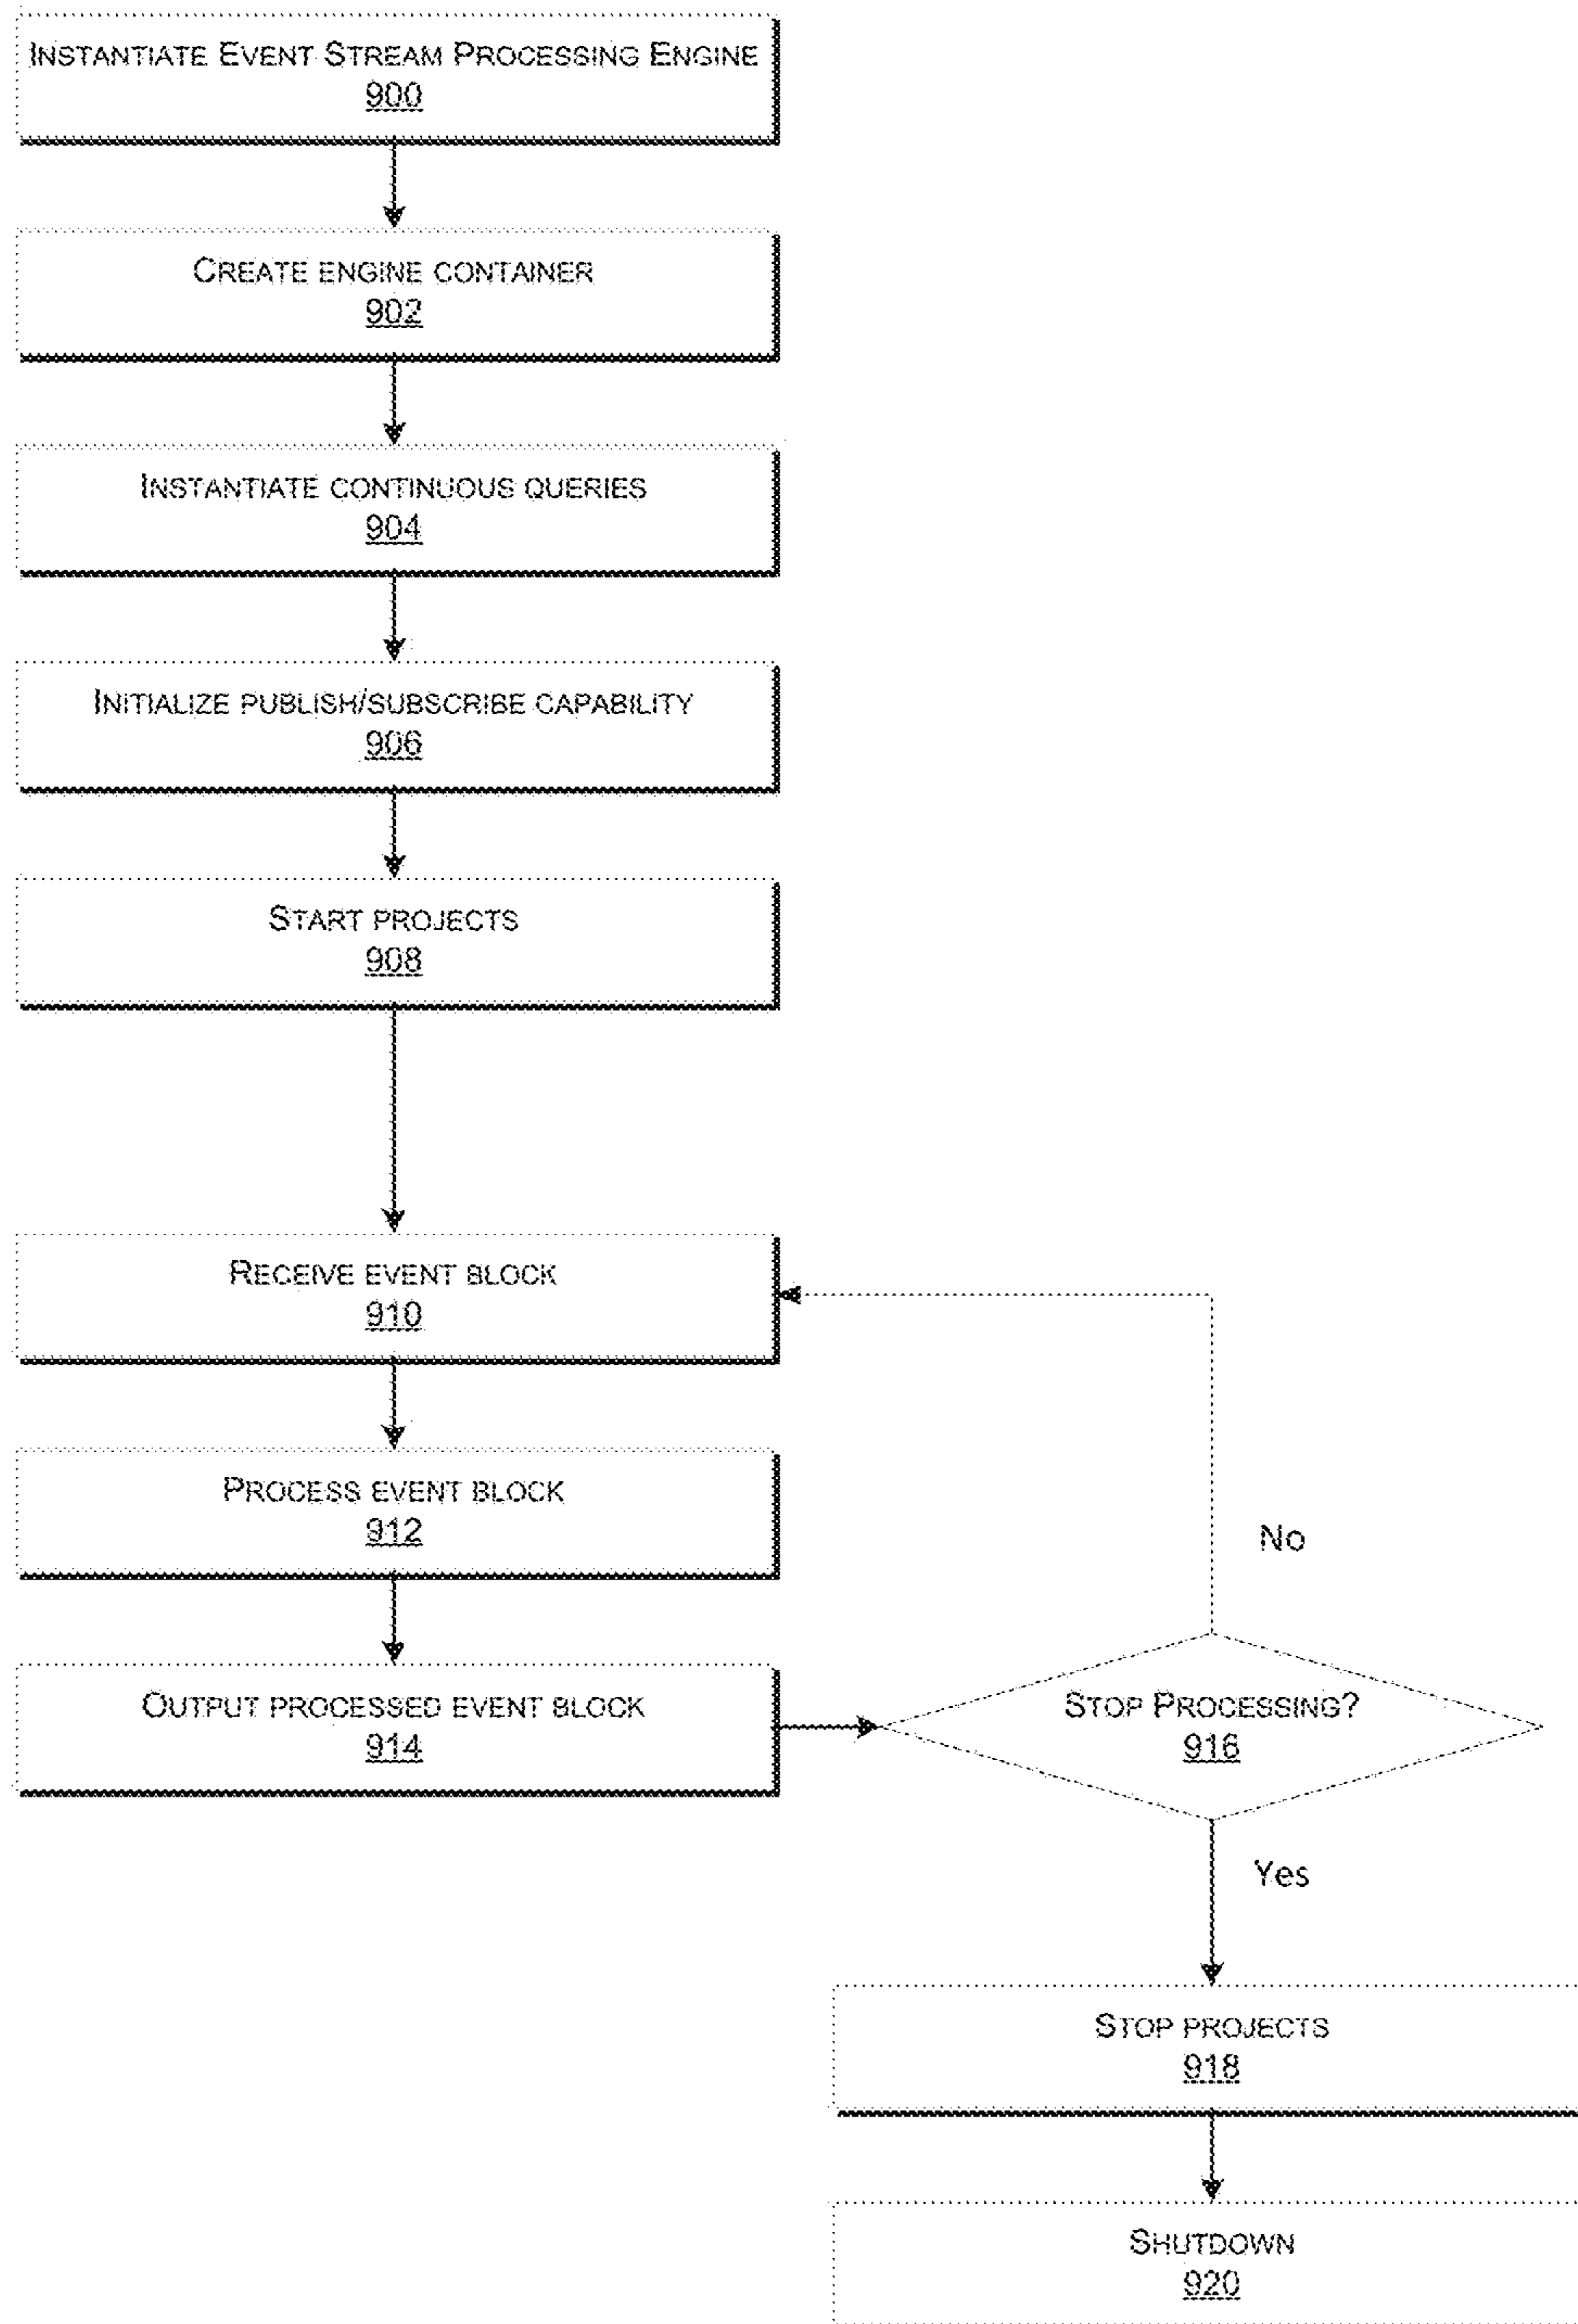 INSTANTIATE EVENT STREAM PROCESSING ENGINE
900
CREATE ENGINE CONTAINER
902
INSTANTIATE CONTINUOUS QUERIES
904
INITIALIZE PUBLISH/SUBSCRIBE CAPABILITY
906
START PROJECTS
908
RECEIVE EVENT BLOCK
910
PROCESS EVENT BLOCK
912
No
OUTPUT PROCESSED EVENT BLOCK
914
STOP PROCESSING?
916
Yes
STOP PROJECTS
918
SHUTDOWN
920